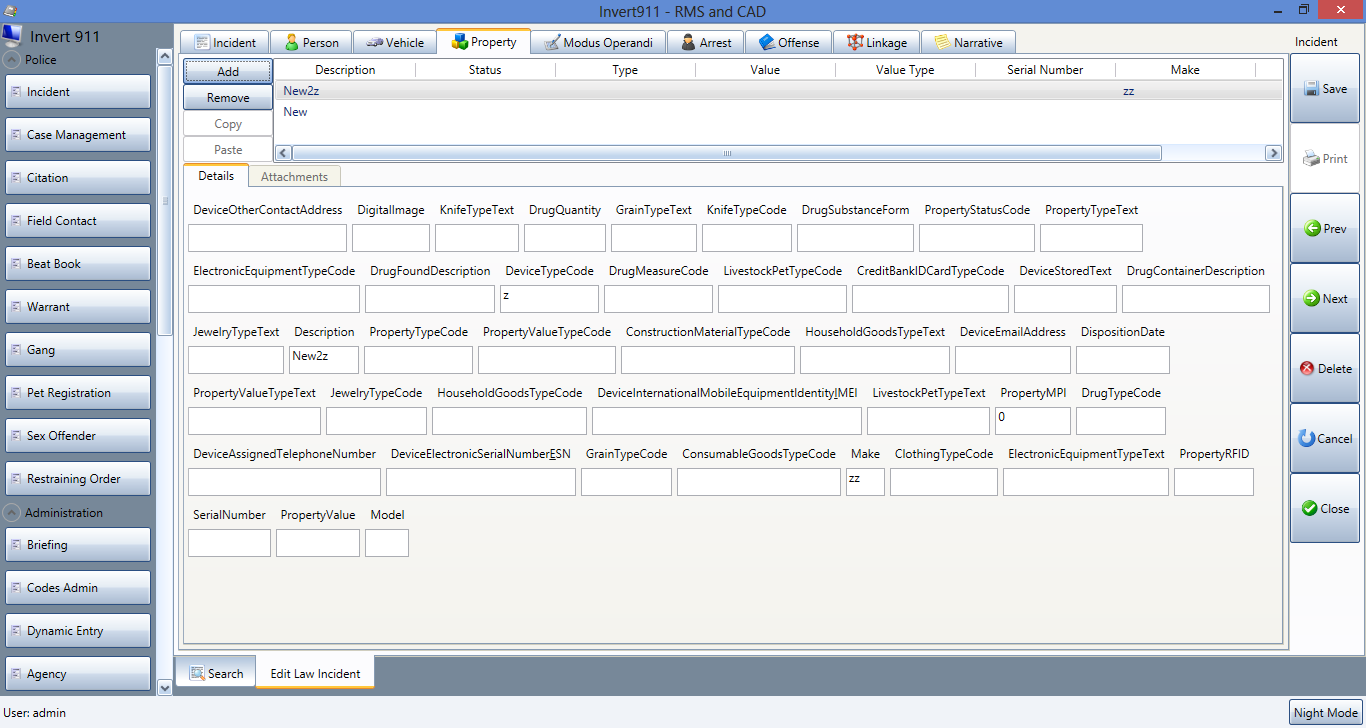 Invert911 - RMS and CAD
Invert 911
Police
Incident
Case Management
Citation
Field Contact
Beat Book
Warrant
Gang
Pet Registration
Sex Offender
Restraining Order
Administration
Briefing
Codes Admin
Dynamic Entry
Agency
Incident Person Vehicle Property Modus Operandi Arrest Offense Linkage Narrative
Add
Remove
Copy
Paste
Description Status Type Value Value Type Serial Number Make
New2z zz
New
Details Attachments
DeviceOtherContactAddress DigitalImage KnifeTypeText DrugQuantity GrainTypeText KnifeTypeCode DrugSubstanceForm PropertyStatusCode PropertyTypeText
ElectronicEquipmentTypeCode DrugFoundDescription DeviceTypeCode DrugMeasureCode LivestockPetTypeCode CreditBankIDCardTypeCode DeviceStoredText DrugContainerDescription
z
JewelryTypeText Description PropertyTypeCode PropertyValueTypeCode ConstructionMaterialTypeCode HouseholdGoodsTypeText DeviceEmailAddress DispositionDate
New2z
PropertyValueTypeText JewelryTypeCode HouseholdGoodsTypeCode DeviceInternationalMobileEquipmentIdentityIMEI LivestockPetTypeText PropertyMPI DrugTypeCode
0
DeviceAssignedTelephoneNumber DeviceElectronicSerialNumberESN GrainTypeCode ConsumableGoodsTypeCode Make ClothingTypeCode ElectronicEquipmentTypeText PropertyRFID
zz
SerialNumber PropertyValue Model
Search Edit Law Incident
Incident
Save
Print
Prev
Next
Delete
Cancel
Close
User: admin
Night Mode